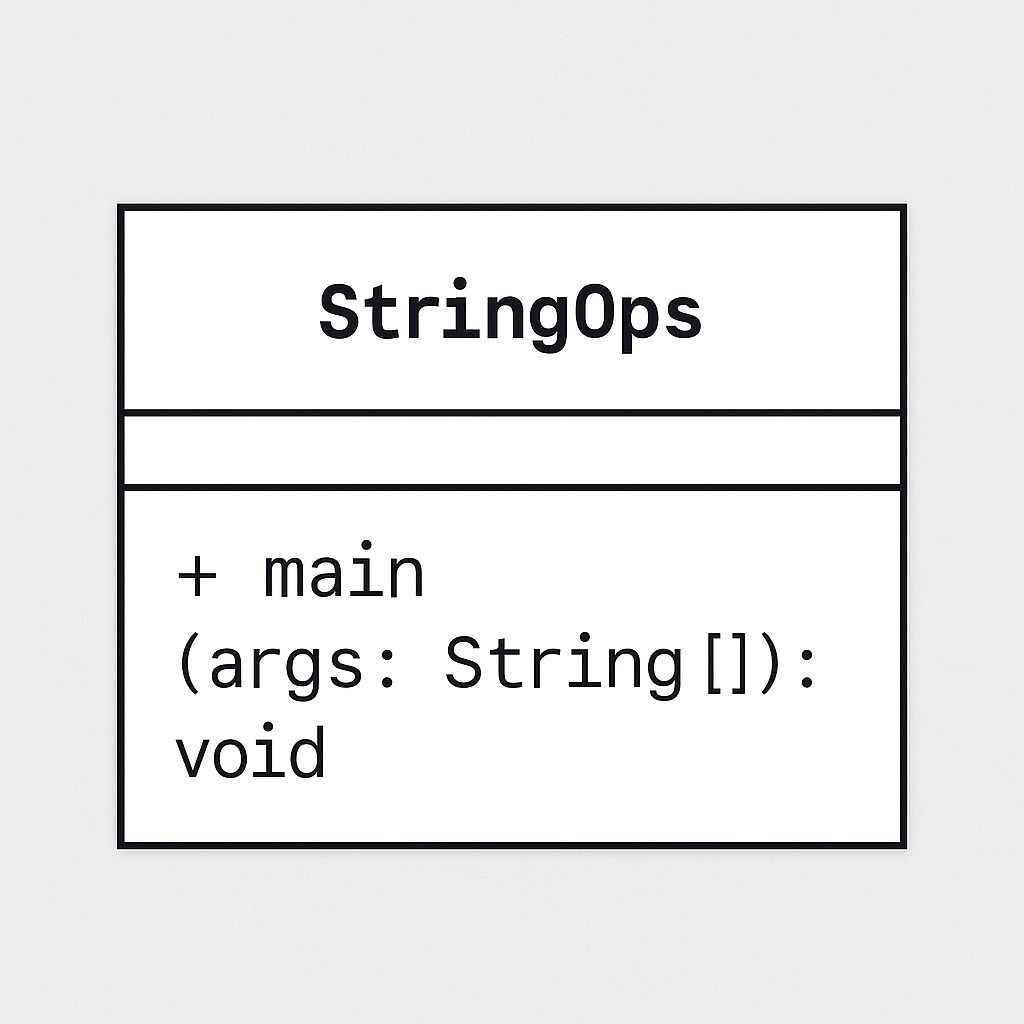 StringOps
+ main
(args: String[]):
void